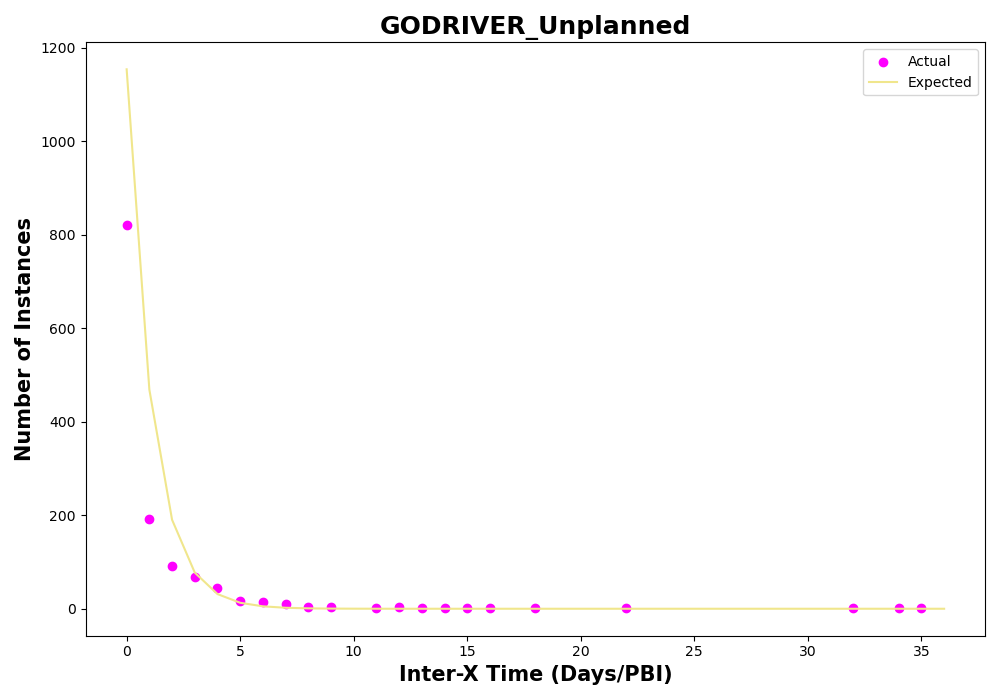 GODRIVER_Unplanned
Actual
Expected
Number of Instances
1200
1000
800
600
400
200
0
0 5 10 15 20 25 30 35
Inter-X Time (Days/PBI)